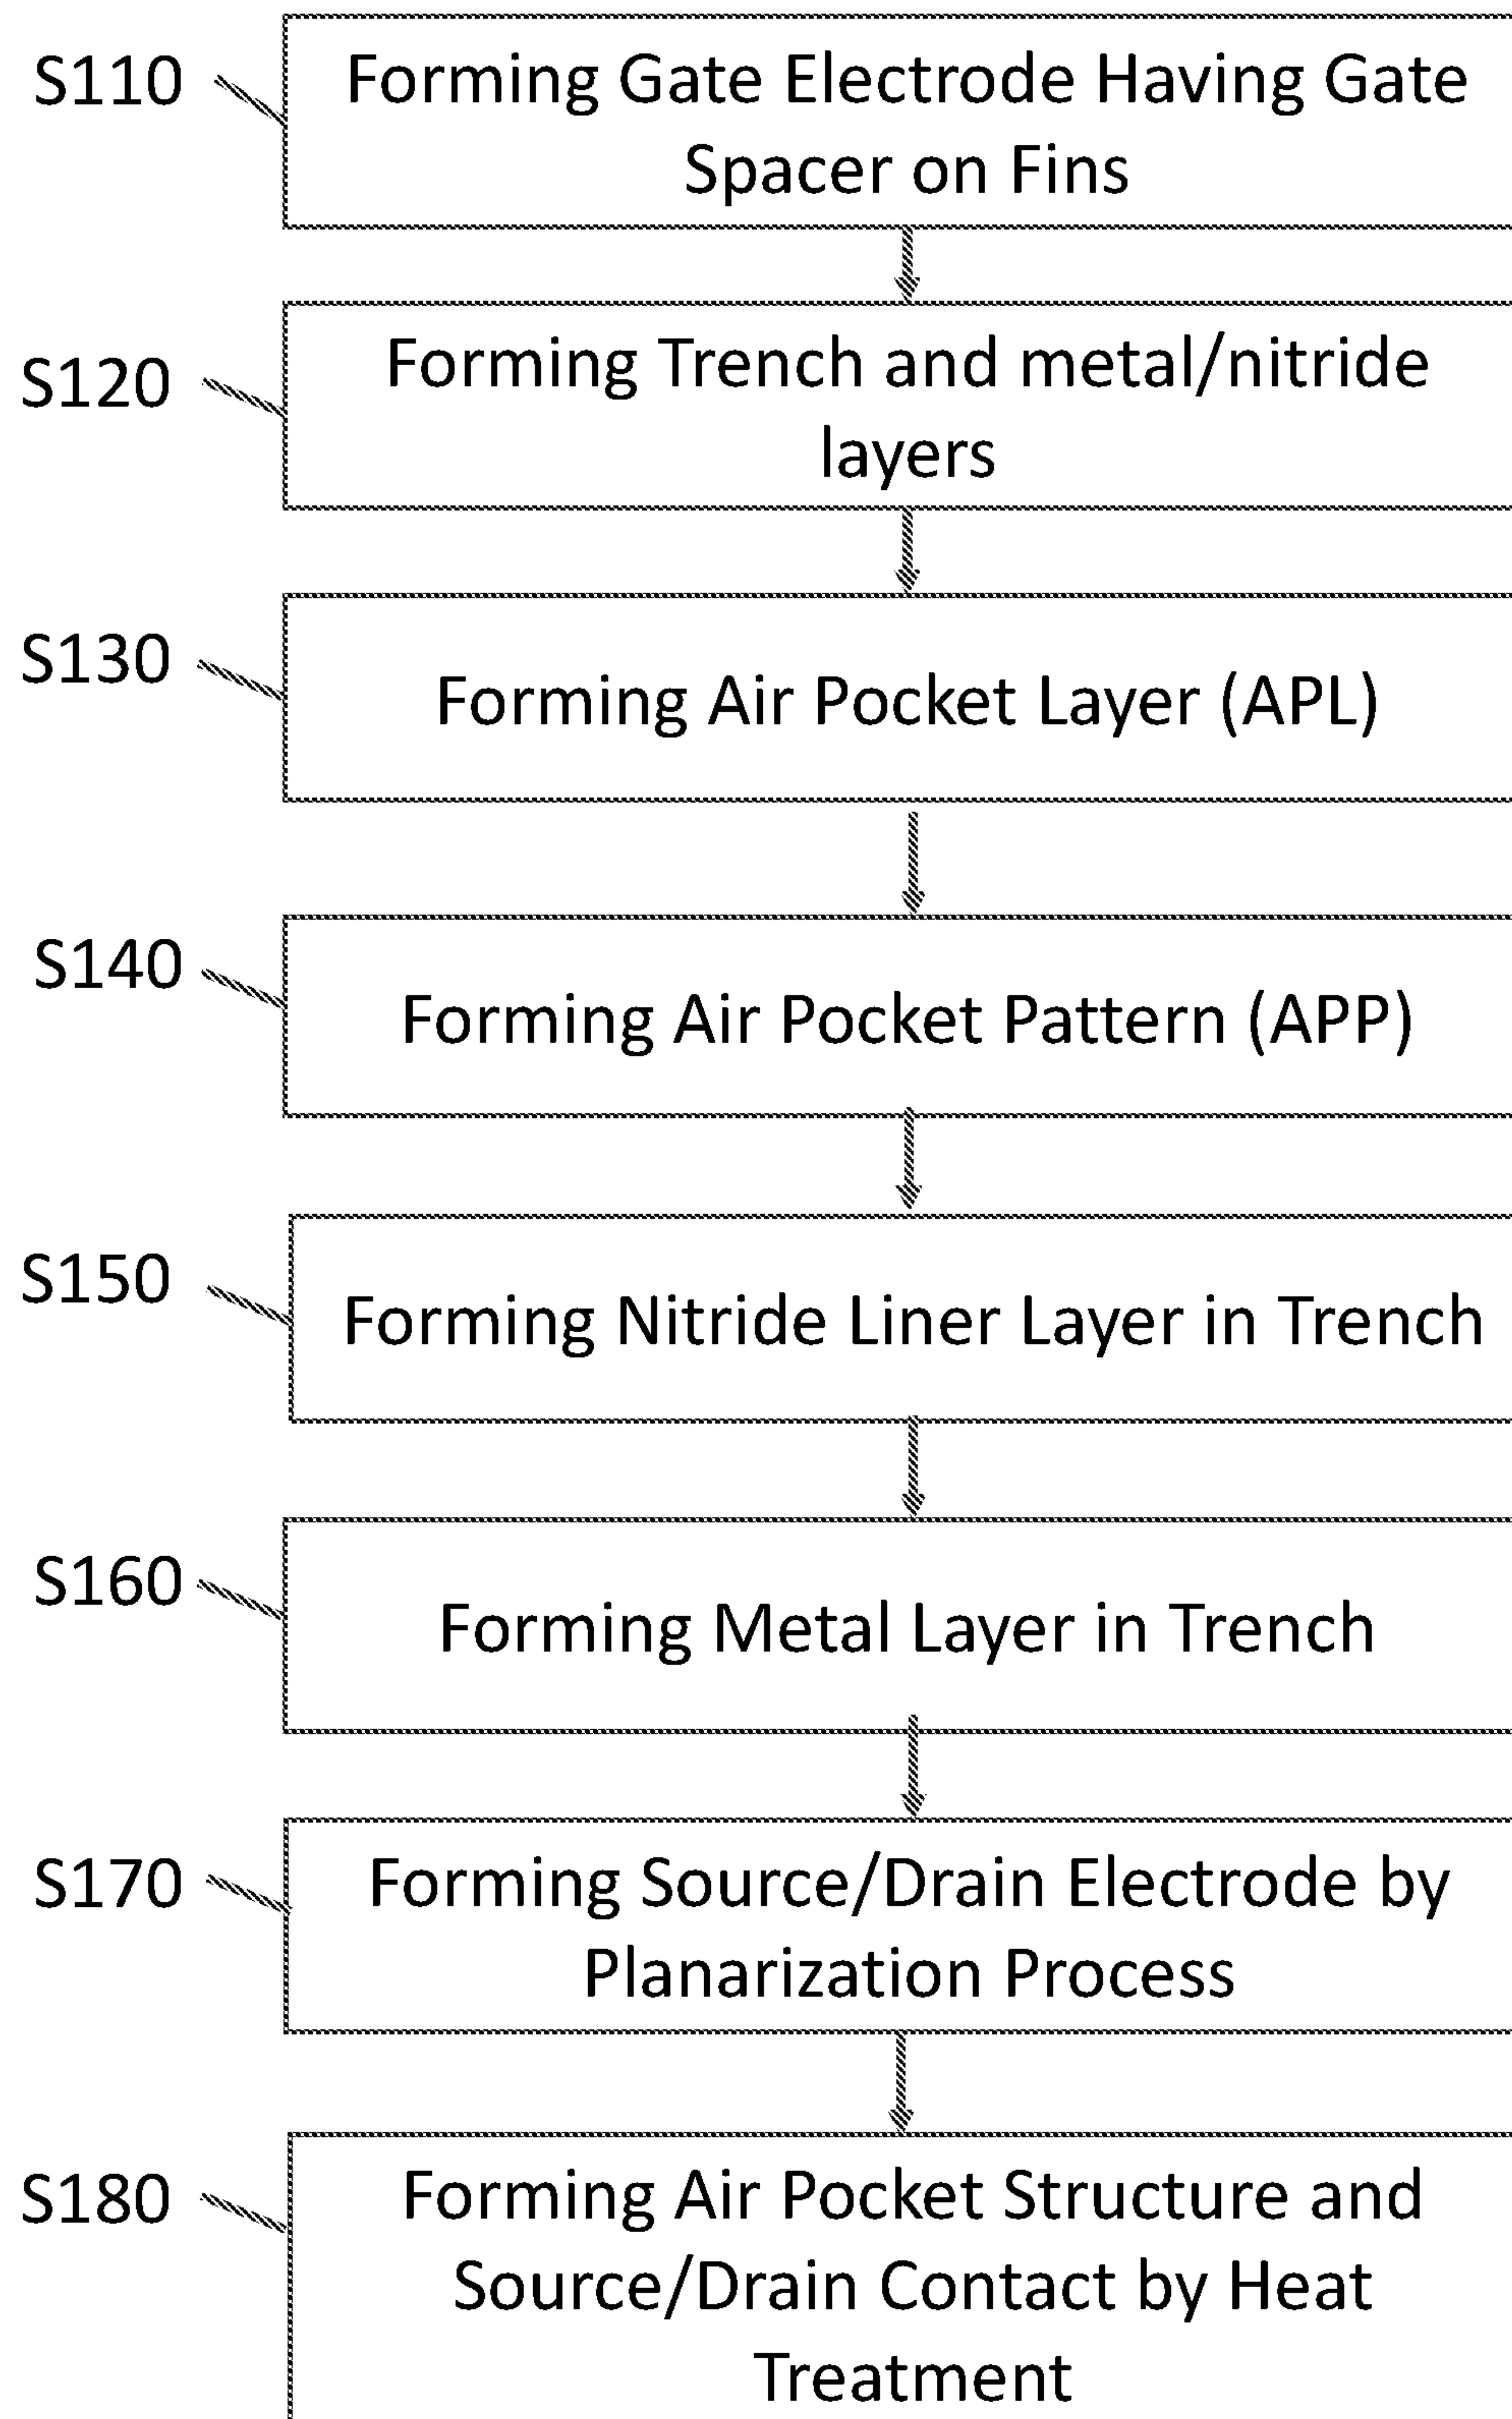 S110
Forming Gate Electrode Having Gate
Spacer on Fins
S120
Forming Trench and metal/nitride
layers
S130
Forming Air Pocket Layer (APL)
S140
Forming Air Pocket Pattern (APP)
S150
Forming Nitride Liner Layer in Trench
S160
Forming Metal Layer in Trench
S170
Forming Source/Drain Electrode by
Planarization Process
S180
Forming Air Pocket Structure and
Source/Drain Contact by Heat
Treatment